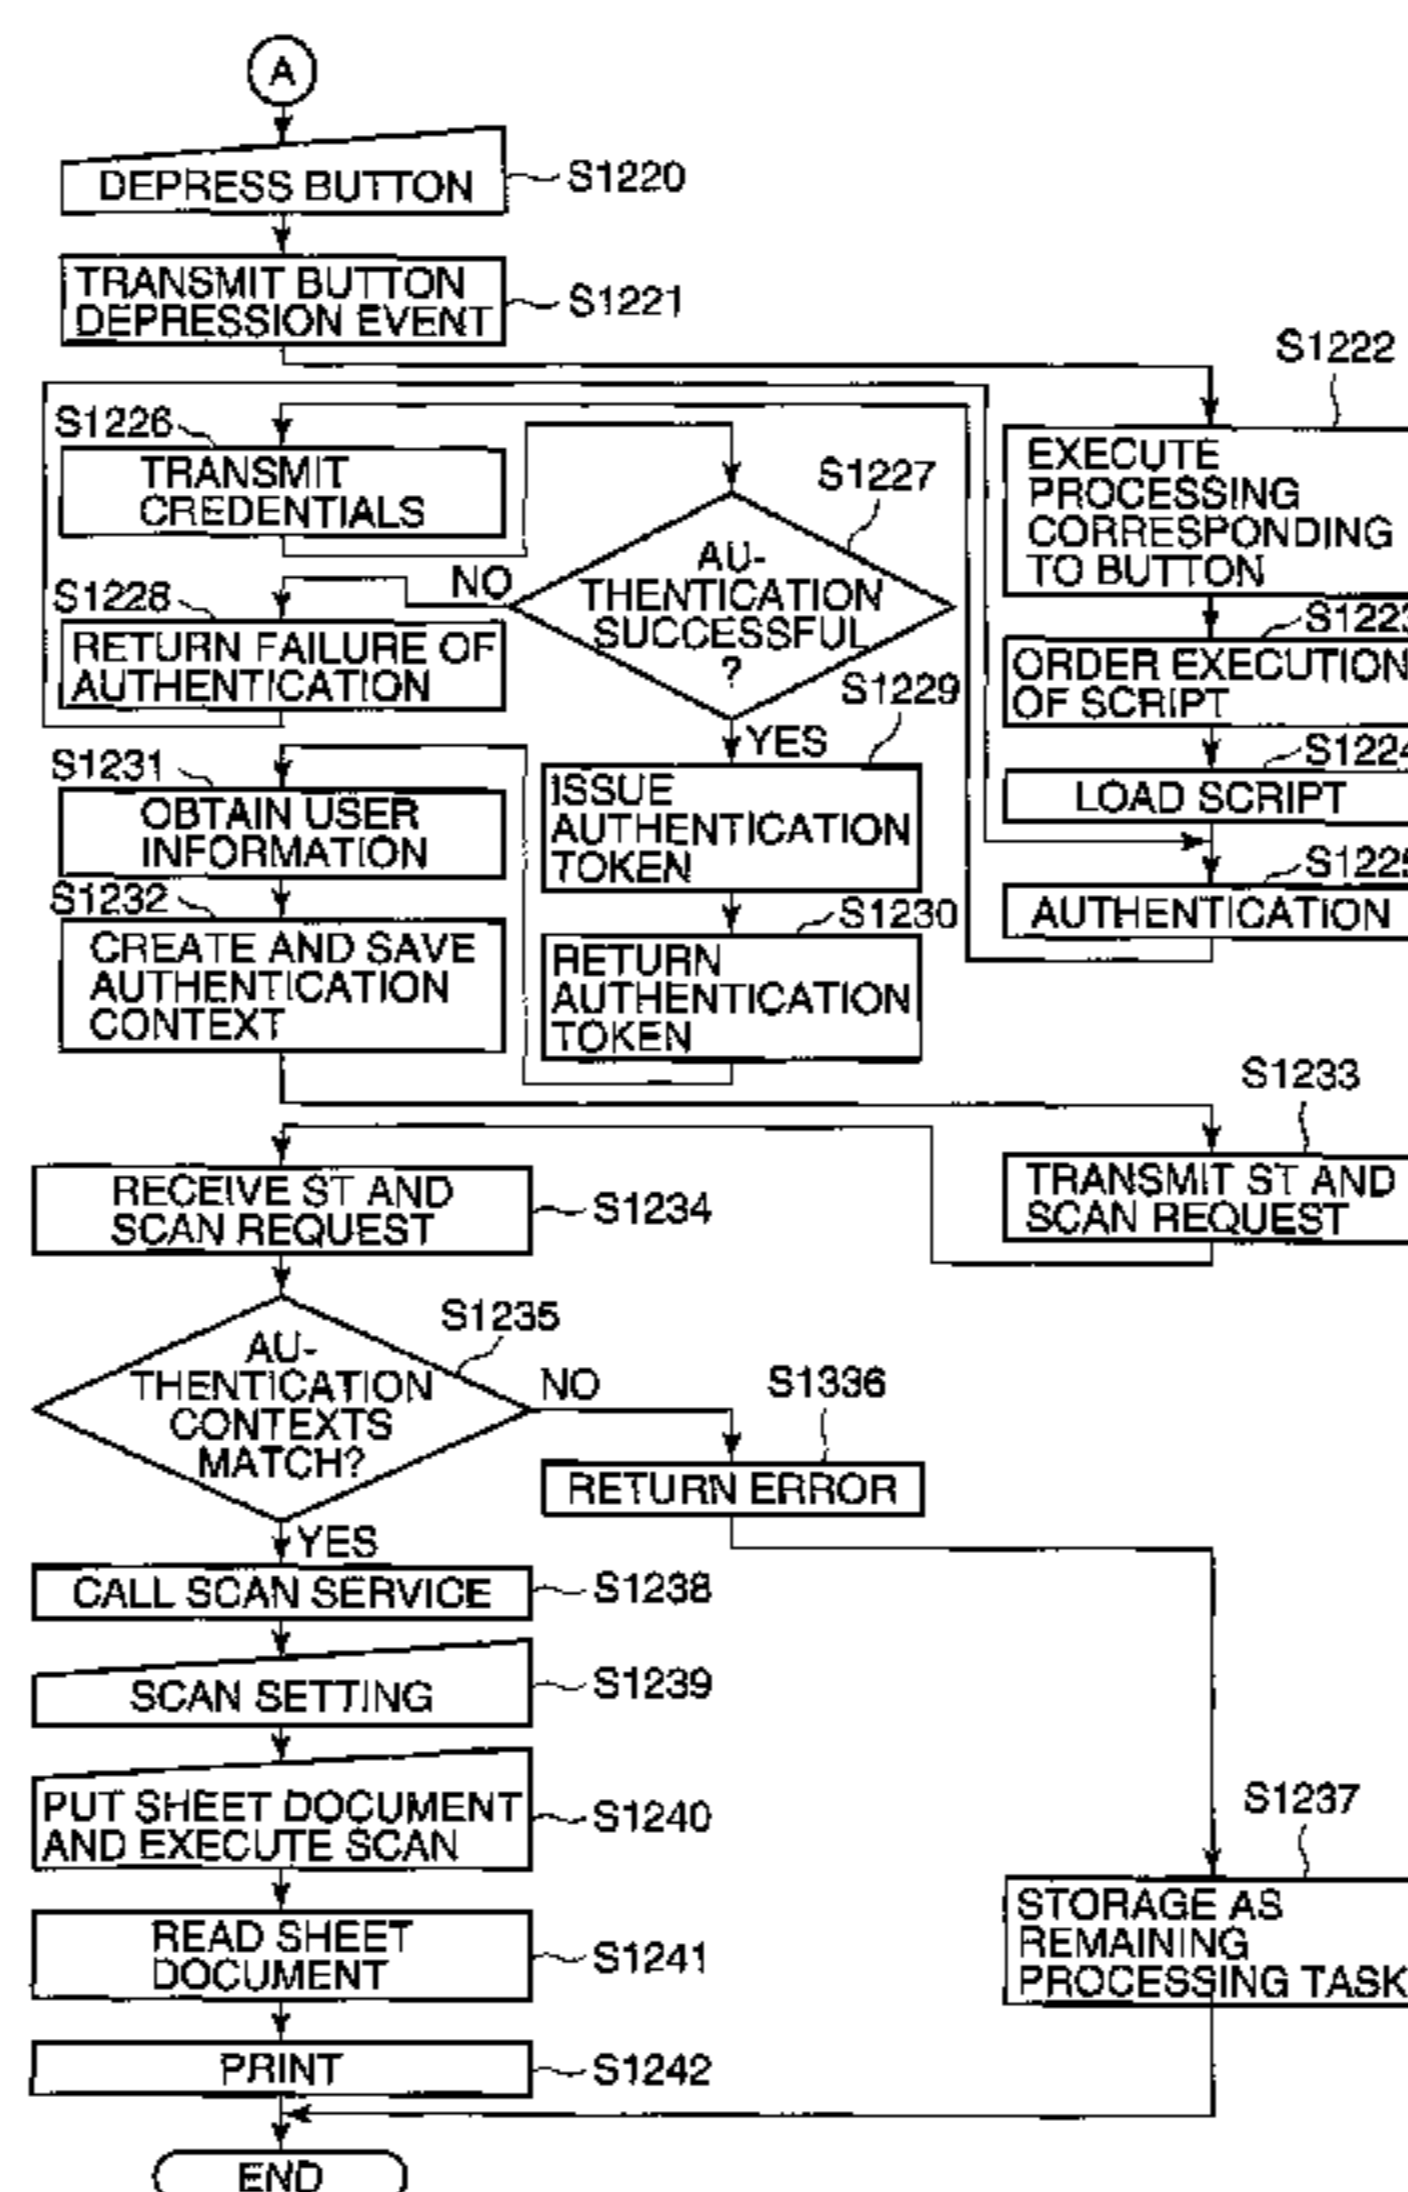 A
DEPRESS BUTTON
S1220
TRANSMIT BUTTON
DEPRESSION EVENT
S1221
S1222
EXECUTE
PROCESSING
CORRESPONDING
TO BUTTON
S1223
ORDER EXECUTION
OF SCRIPT
S1224
LOAD SCRIPT
S1225
AUTHENTICATION
S1226
TRANSMIT
CREDENTIALS
S1227
AU-
THENTICATION
SUCCESSFUL
?
NO
S1228
RETURN FAILURE OF
AUTHENTICATION
YES
S1229
ISSUE
AUTHENTICATION
TOKEN
S1230
RETURN
AUTHENTICATION
TOKEN
S1231
OBTAIN USER
INFORMATION
S1232
CREATE AND SAVE
AUTHENTICATION
CONTEXT
S1233
TRANSMIT ST AND
SCAN REQUEST
RECEIVE ST AND
SCAN REQUEST
S1234
S1235
AU-
THENTICATION
CONTEXTS
MATCH?
NO
S1336
RETURN ERROR
YES
CALL SCAN SERVICE
S1238
SCAN SETTING
S1239
PUT SHEET DOCUMENT
AND EXECUTE SCAN
S1240
S1237
STORAGE AS
REMAINING
PROCESSING TASK
READ SHEET
DOCUMENT
S1241
PRINT
S1242
END